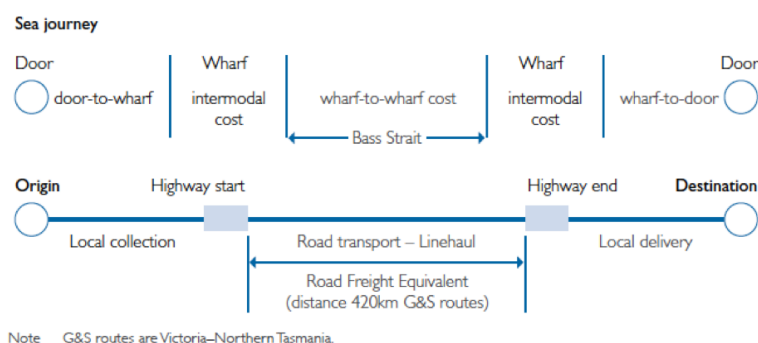 Sea journey
Door Wharf Wharf Door
door-to-wharf intermodal cost wharf-to-wharf cost intermodal cost wharf-to-door
Bass Strait
Origin Highway start Highway end Destination
Local collection Road transport – Linehaul Local delivery
Road Freight Equivalent
(distance 420km G&S routes)
Note G&S routes are Victoria–Northern Tasmania.